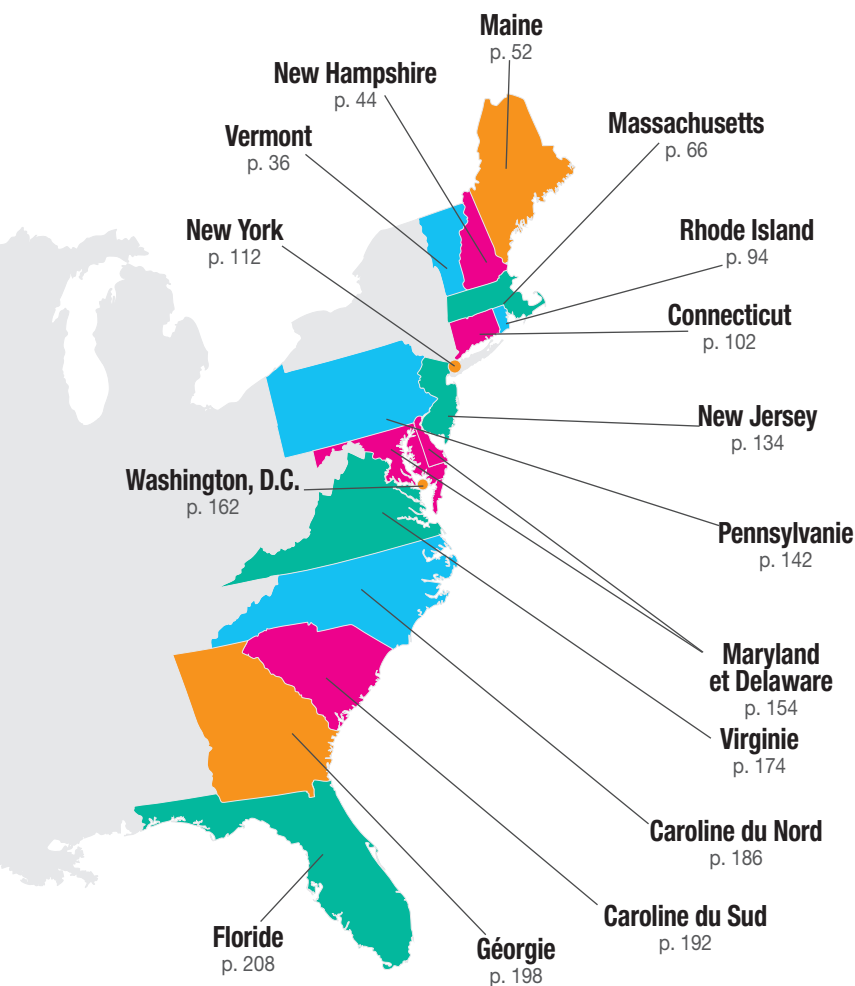 Maine
p. 52
New Hampshire
p. 44
Massachusetts
p. 66
Vermont
p. 36
New York
p. 112
Rhode Island
p. 94
Connecticut
p. 102
New Jersey
p. 134
Washington, D.C.
p. 162
Pennsylvanie
p. 142
Maryland
et Delaware
p. 154
Virginie
p. 174
Caroline du Nord
p. 186
Caroline du Sud
p. 192
Floride
p. 208
Géorgie
p. 198